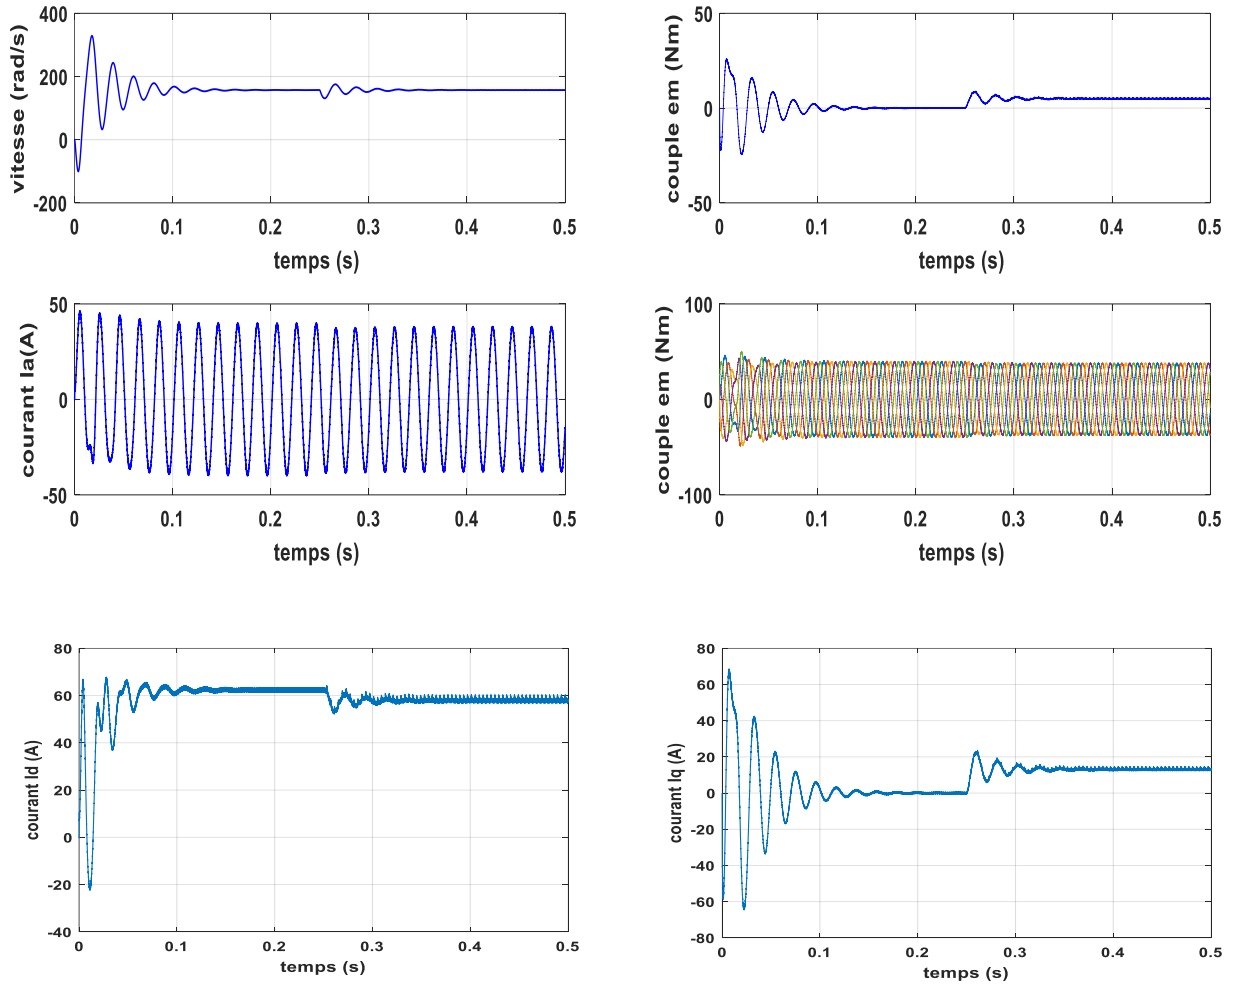 400
200
0
-200
vitesse (rad/s)
0 0.1 0.2 0.3 0.4 0.5
temps (s)
50
0
-50
couple em (Nm)
0 0.1 0.2 0.3 0.4 0.5
temps (s)
50
0
-50
courant Ia(A)
0 0.1 0.2 0.3 0.4 0.5
temps (s)
100
0
-100
couple em (Nm)
0 0.1 0.2 0.3 0.4 0.5
temps (s)
80
60
40
20
0
-20
-40
courant Id (A)
0 0.1 0.2 0.3 0.4 0.5
temps (s)
80
60
40
20
0
-20
-40
-60
-80
courant Iq (A)
0 0.1 0.2 0.3 0.4 0.5
temps (s)